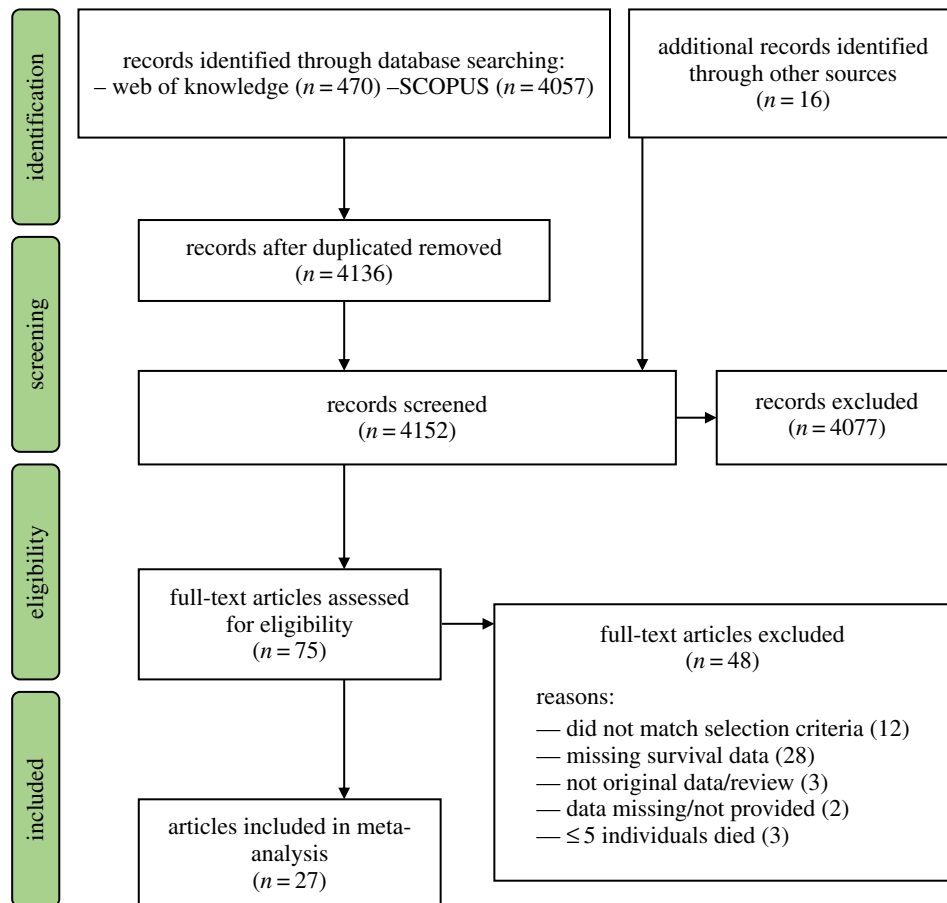 identification
records identified through database searching:
– web of knowledge (n = 470) –SCOPUS (n = 4057)
additional records identified
through other sources
(n = 16)
screening
records after duplicated removed
(n = 4136)
records screened
(n = 4152)
records excluded
(n = 4077)
eligibility
full-text articles assessed
for eligibility
(n = 75)
full-text articles excluded
(n = 48)
reasons:
— did not match selection criteria (12)
— missing survival data (28)
— not original data/review (3)
— data missing/not provided (2)
— ≤ 5 individuals died (3)
included
articles included in meta-
analysis
(n = 27)